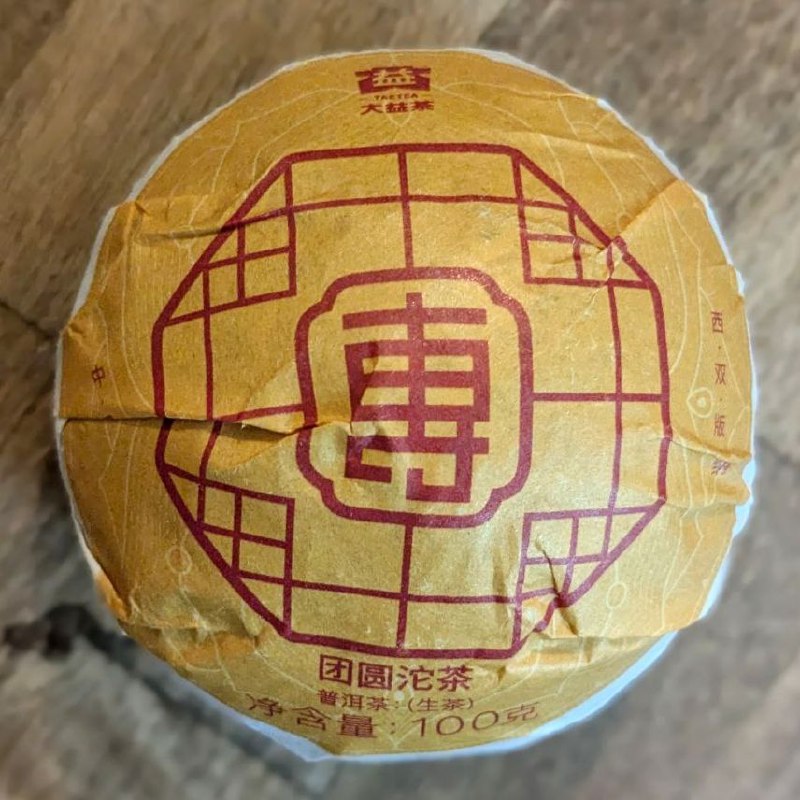 益
TAETEA
大益茶
中
團
西·双·版·纳
团圆沱茶
普洱茶:(生茶)
净含量:100克